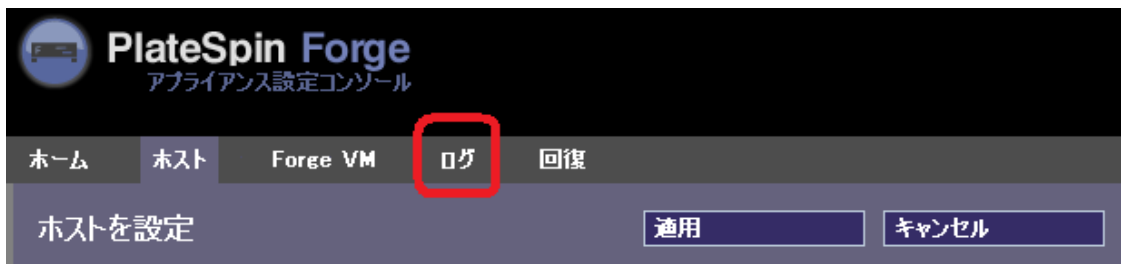 PlateSpin Forge
アプライアンス設定コンソール
ホーム ホスト Forge VM ログ 回復
ホストを設定 適用 キャンセル